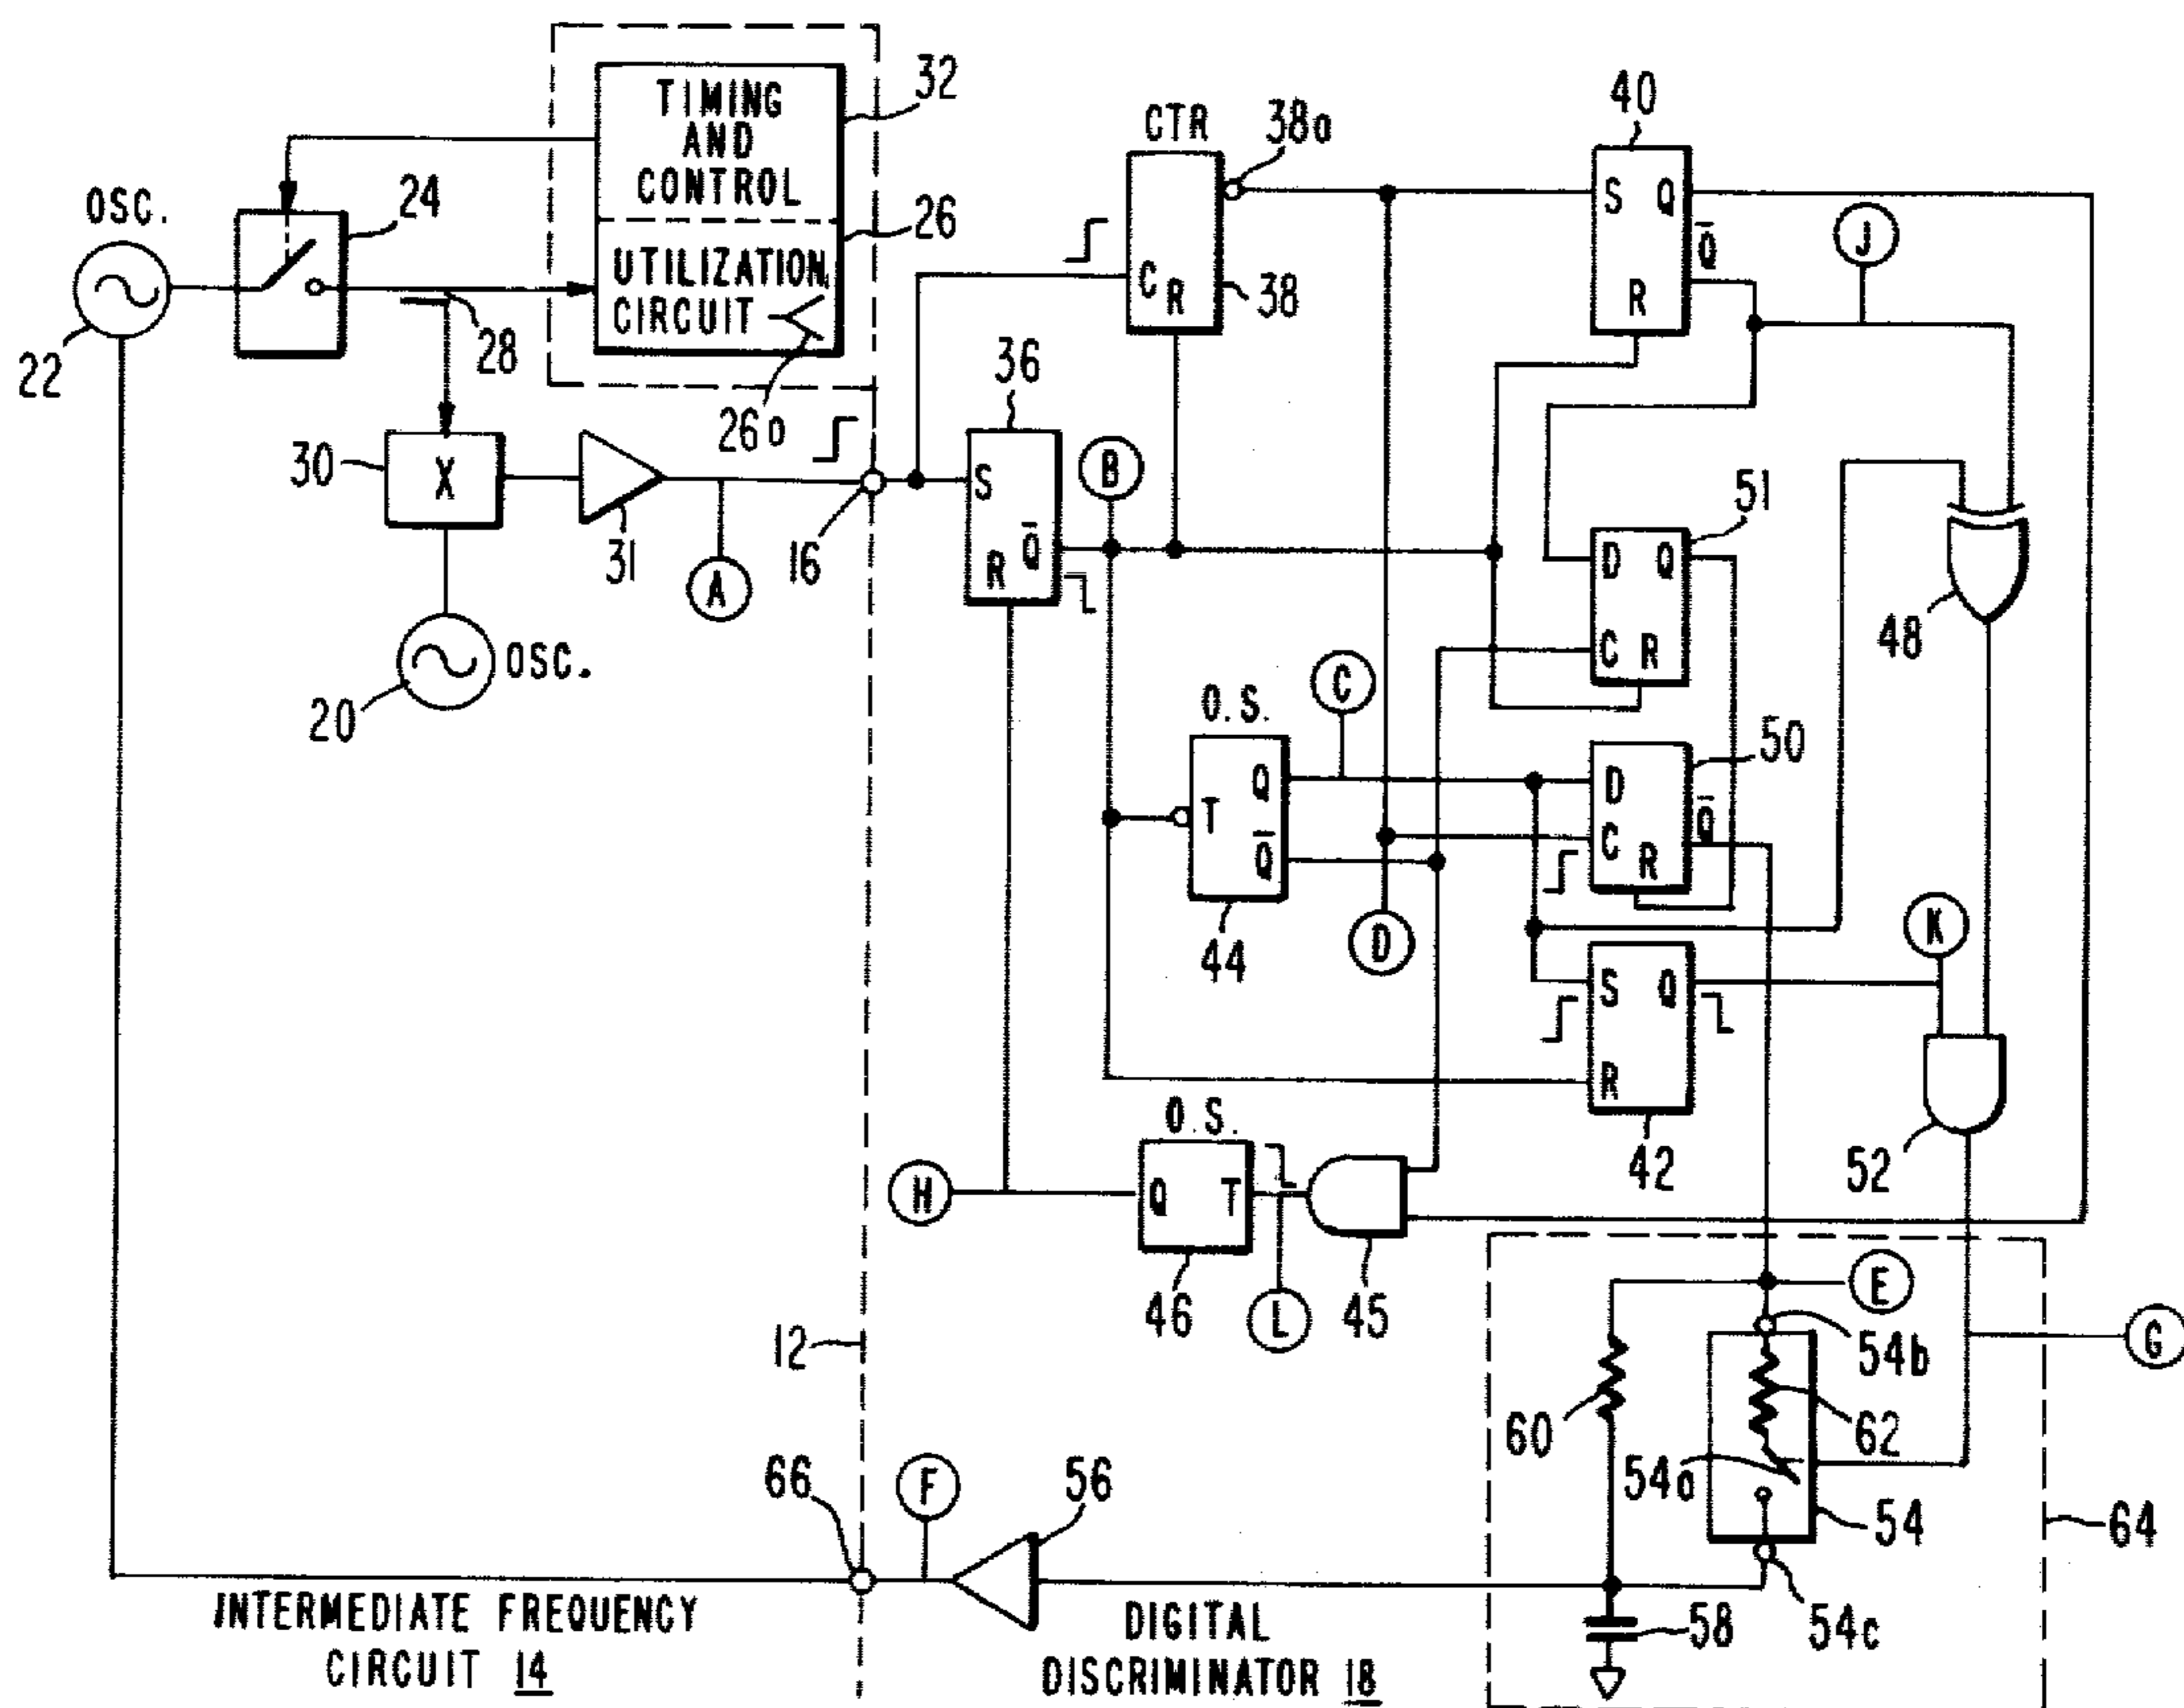 TIMING
AND
CONTROL
32
OSC.
24
22
UTILIZATION
CIRCUIT
26
26a
28
30
X
31
A
16
20
OSC.
CTR
38a
C
R
38
36
S
Q̅
R
B
40
S
Q
Q̅
R
J
51
D
Q
C
R
48
O.S.
C
T
Q
Q̅
44
D
50
D
C
Q̅
R
S
Q
R
42
K
52
O.S.
H
Q
T
46
L
45
E
54b
G
60
62
54a
54
64
12
66
F
56
58
54c
INTERMEDIATE FREQUENCY
CIRCUIT 14
DIGITAL
DISCRIMINATOR 18